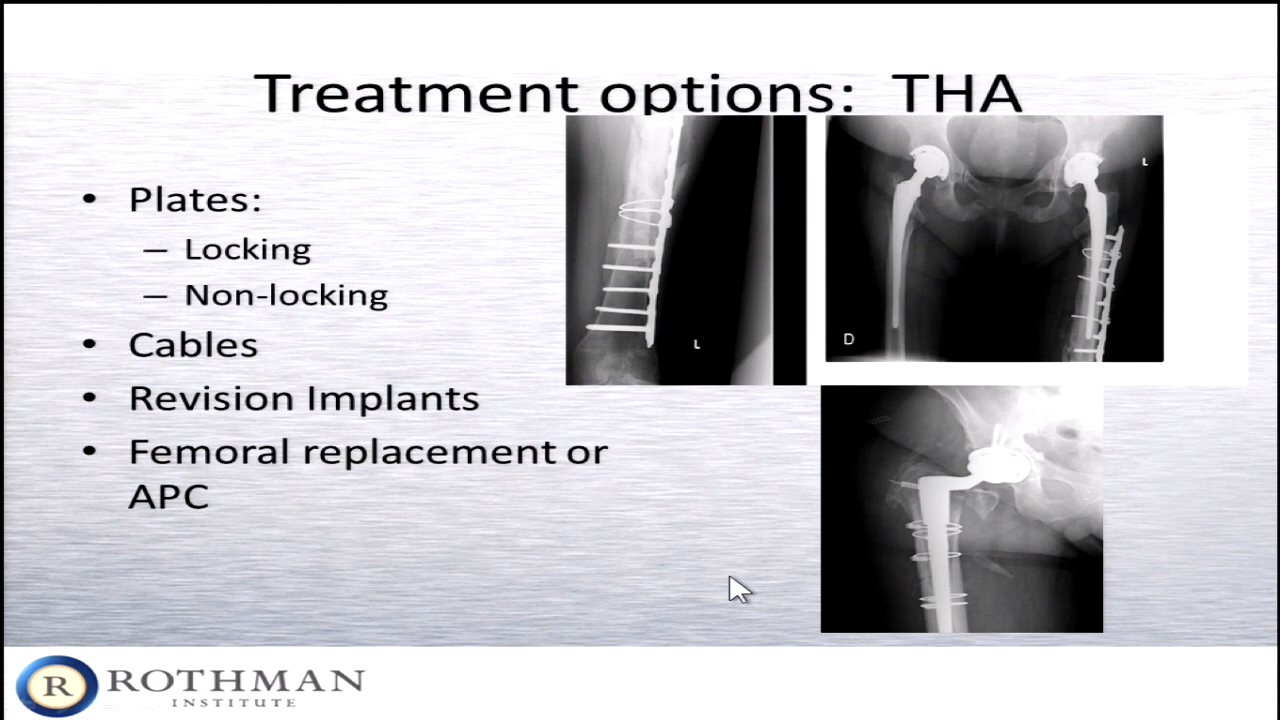 Treatment options: THA
• Plates:
– Locking
– Non-locking
• Cables
• Revision Implants
• Femoral replacement or
APC
L
L
D
R ROTHMAN
INSTITUTE